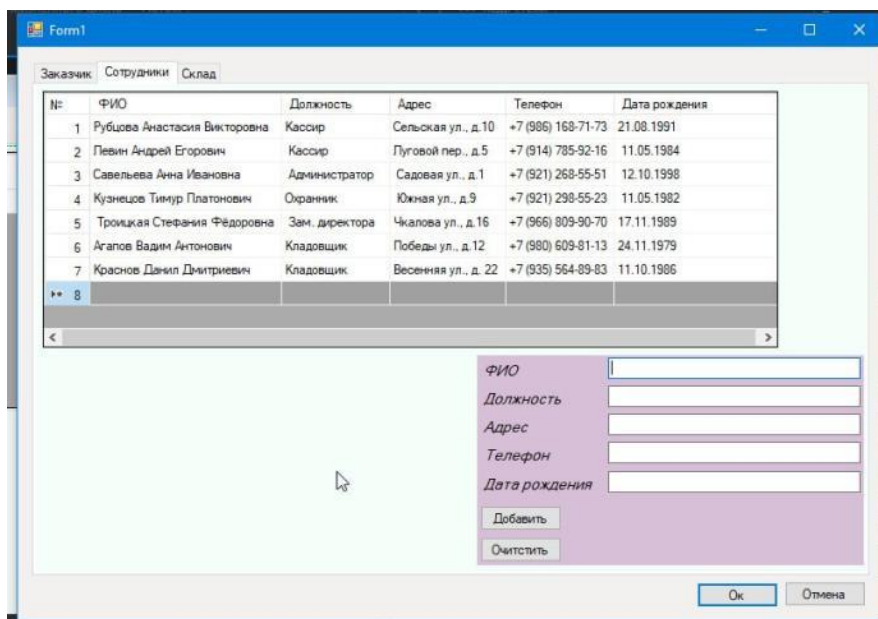 Form1
Заказчик Сотрудники Склад
№ ФИО Должность Адрес Телефон Дата рождения
1 Рубцова Анастасия Викторовна Кассир Сельская ул., д.10 +7 (986) 168-71-73 21.08.1991
2 Певин Андрей Егорович Кассир Пуговой пер., д.5 +7 (914) 785-92-16 11.05.1984
3 Савельева Анна Ивановна Администратор Садовая ул., д.1 +7 (921) 268-55-51 12.10.1998
4 Кузнецов Тимур Платонович Охранник Южная ул., д.9 +7 (921) 298-55-23 11.05.1982
5 Троицкая Стефания Фёдоровна Зам. директора Чкалова ул., д.16 +7 (966) 809-90-70 17.11.1989
6 Агапов Вадим Антонович Кладовщик Победы ул., д.12 +7 (980) 609-81-13 24.11.1979
7 Краснов Данил Дмитриевич Кладовщик Весенняя ул., д. 22 +7 (935) 564-89-83 11.10.1986
8
ФИО
Должность
Адрес
Телефон
Дата рождения
Добавить
Очитстить
Ок Отмена